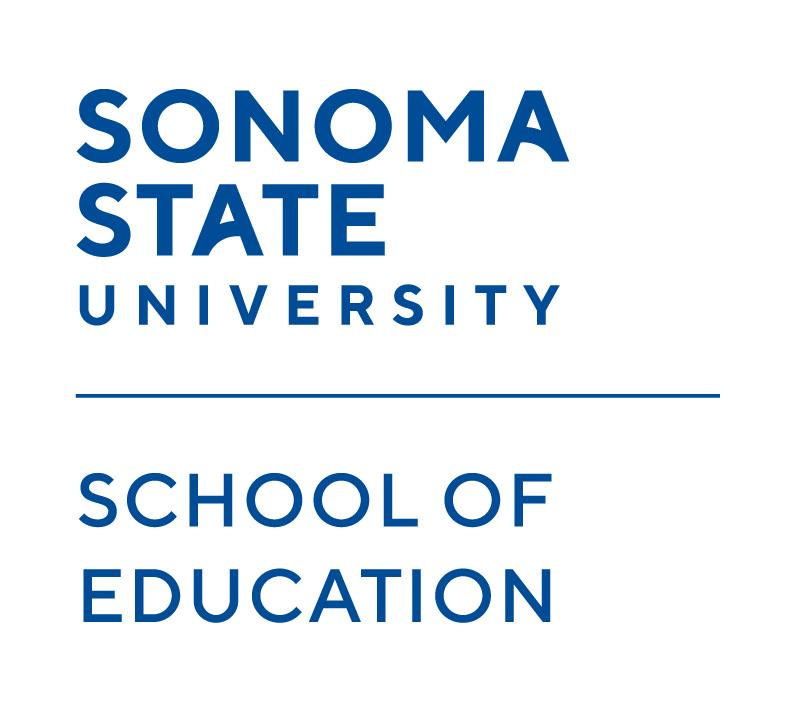 SONOMA
STATE
UNIVERSITY
SCHOOL OF
EDUCATION